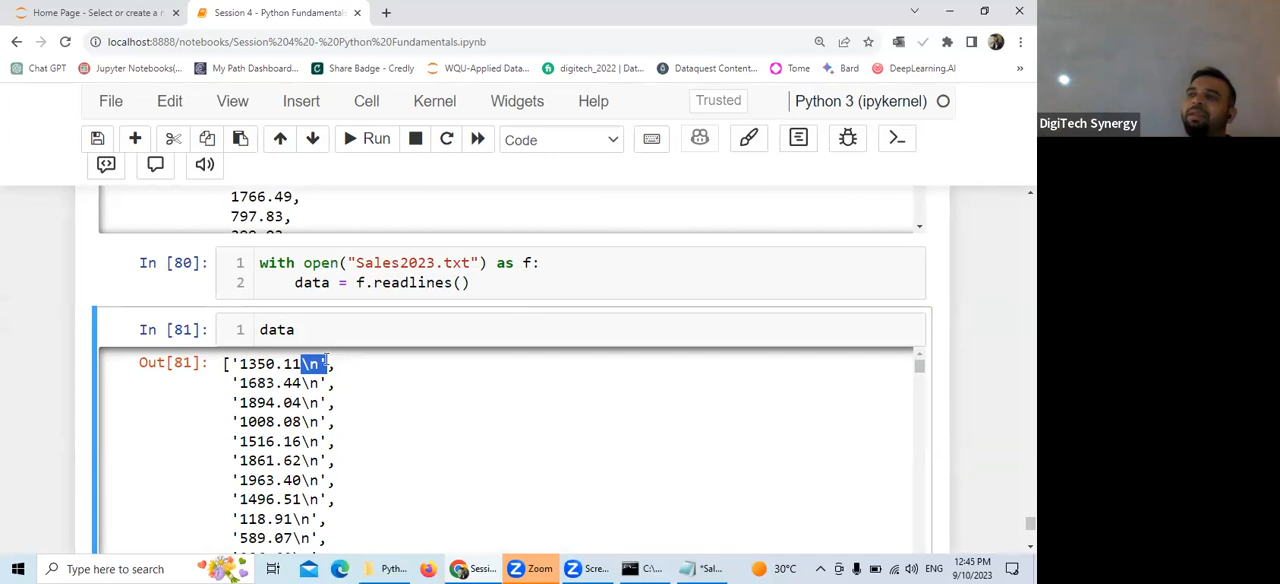 Home Page - Select or create a n
Session 4 - Python Fundamentals
localhost:8888/notebooks/Session%204%20-%20Python%20Fundamentals.ipynb
Chat GPT
Jupyter Notebooks(...
My Path Dashboard...
Share Badge - Credly
WQU-Applied Data...
digitech_2022 | Dat...
Dataquest Content...
Tome
Bard
DeepLearning.AI
»
DigiTech Synergy
File Edit View Insert Cell Kernel Widgets Help
Trusted
Python 3 (ipykernel)
Run
Code
1766.49,
797.83,
In [80]:
1 with open("Sales2023.txt") as f:
2 data = f.readlines()
In [81]:
1 data
Out[81]:
['1350.11\n',
'1683.44\n',
'1894.04\n',
'1008.08\n',
'1516.16\n',
'1861.62\n',
'1963.40\n',
'1496.51\n',
'118.91\n',
'589.07\n',
Type here to search
Pyth...
Sessi...
Zoom
Scre...
C:\...
*Sal...
30°C
ENG
12:45 PM
9/10/2023